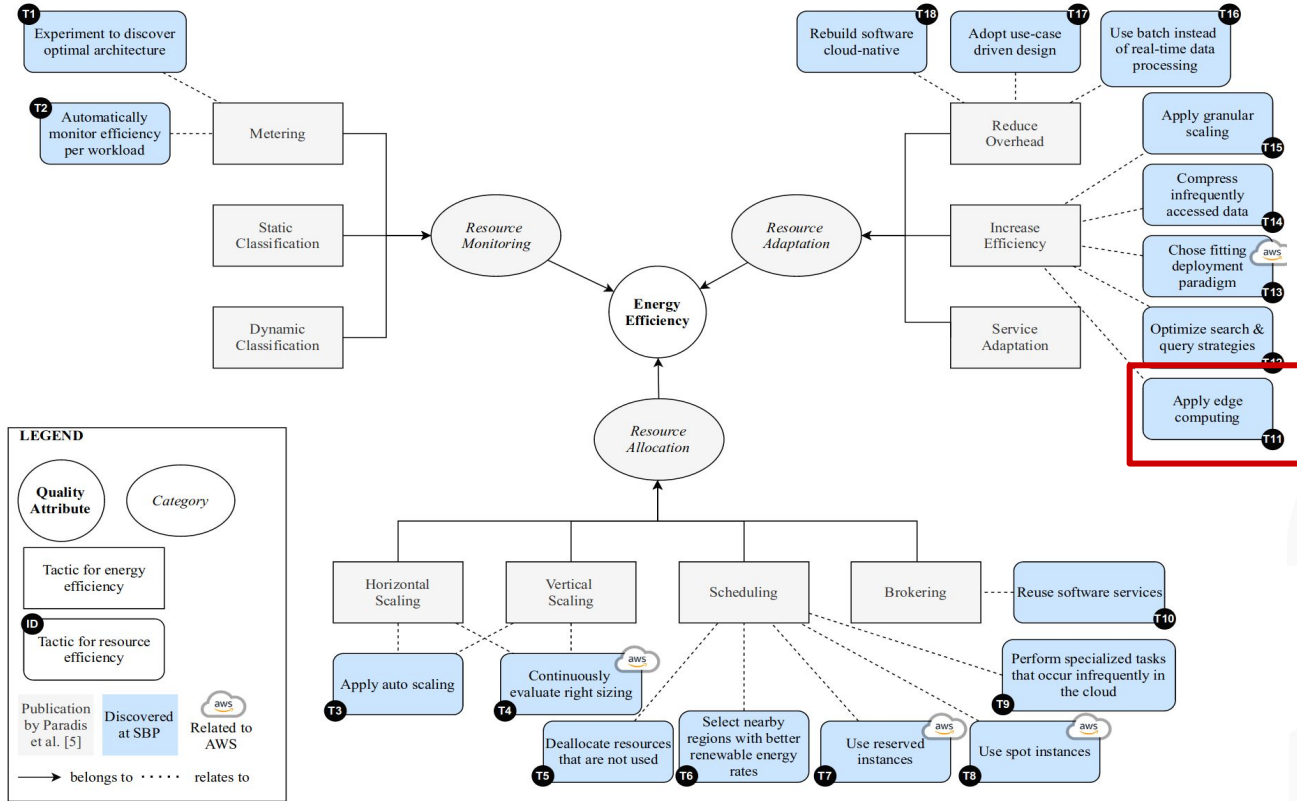 T1
Experiment to discover
optimal architecture
T2
Automatically
monitor efficiency
per workload
Metering
Static
Classification
Dynamic
Classification
Resource
Monitoring
T18
Rebuild software
cloud-native
T17
Adopt use-case
driven design
T16
Use batch instead
of real-time data
processing
Reduce
Overhead
Apply granular
scaling
T15
Compress
infrequently
accessed data
T14
Resource
Adaptation
Increase
Efficiency
Chose fitting
deployment
paradigm
aws
T13
Energy
Efficiency
Service
Adaptation
Optimize search &
query strategies
T12
Apply edge
computing
T11
Resource
Allocation
Horizontal
Scaling
Vertical
Scaling
Scheduling
Brokering
Reuse software services
T10
Apply auto scaling
T3
Continuously
evaluate right sizing
aws
T4
Perform specialized tasks
that occur infrequently in
the cloud
T9
Deallocate resources
that are not used
T5
Select nearby
regions with better
renewable energy
rates
T6
Use reserved
instances
aws
T7
Use spot instances
aws
T8
LEGEND
Quality
Attribute
Category
Tactic for energy
efficiency
ID
Tactic for resource
efficiency
Publication
by Paradis
et al. [5]
Discovered
at SBP
aws
Related to
AWS
belongs to
relates to